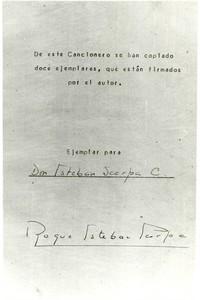 De este Cancionero se han copiado
doce ejemplares, que están firmados
por el autor.
Ejemplar para
Don Esteban Scarpa C.
Roque Esteban Scarpa